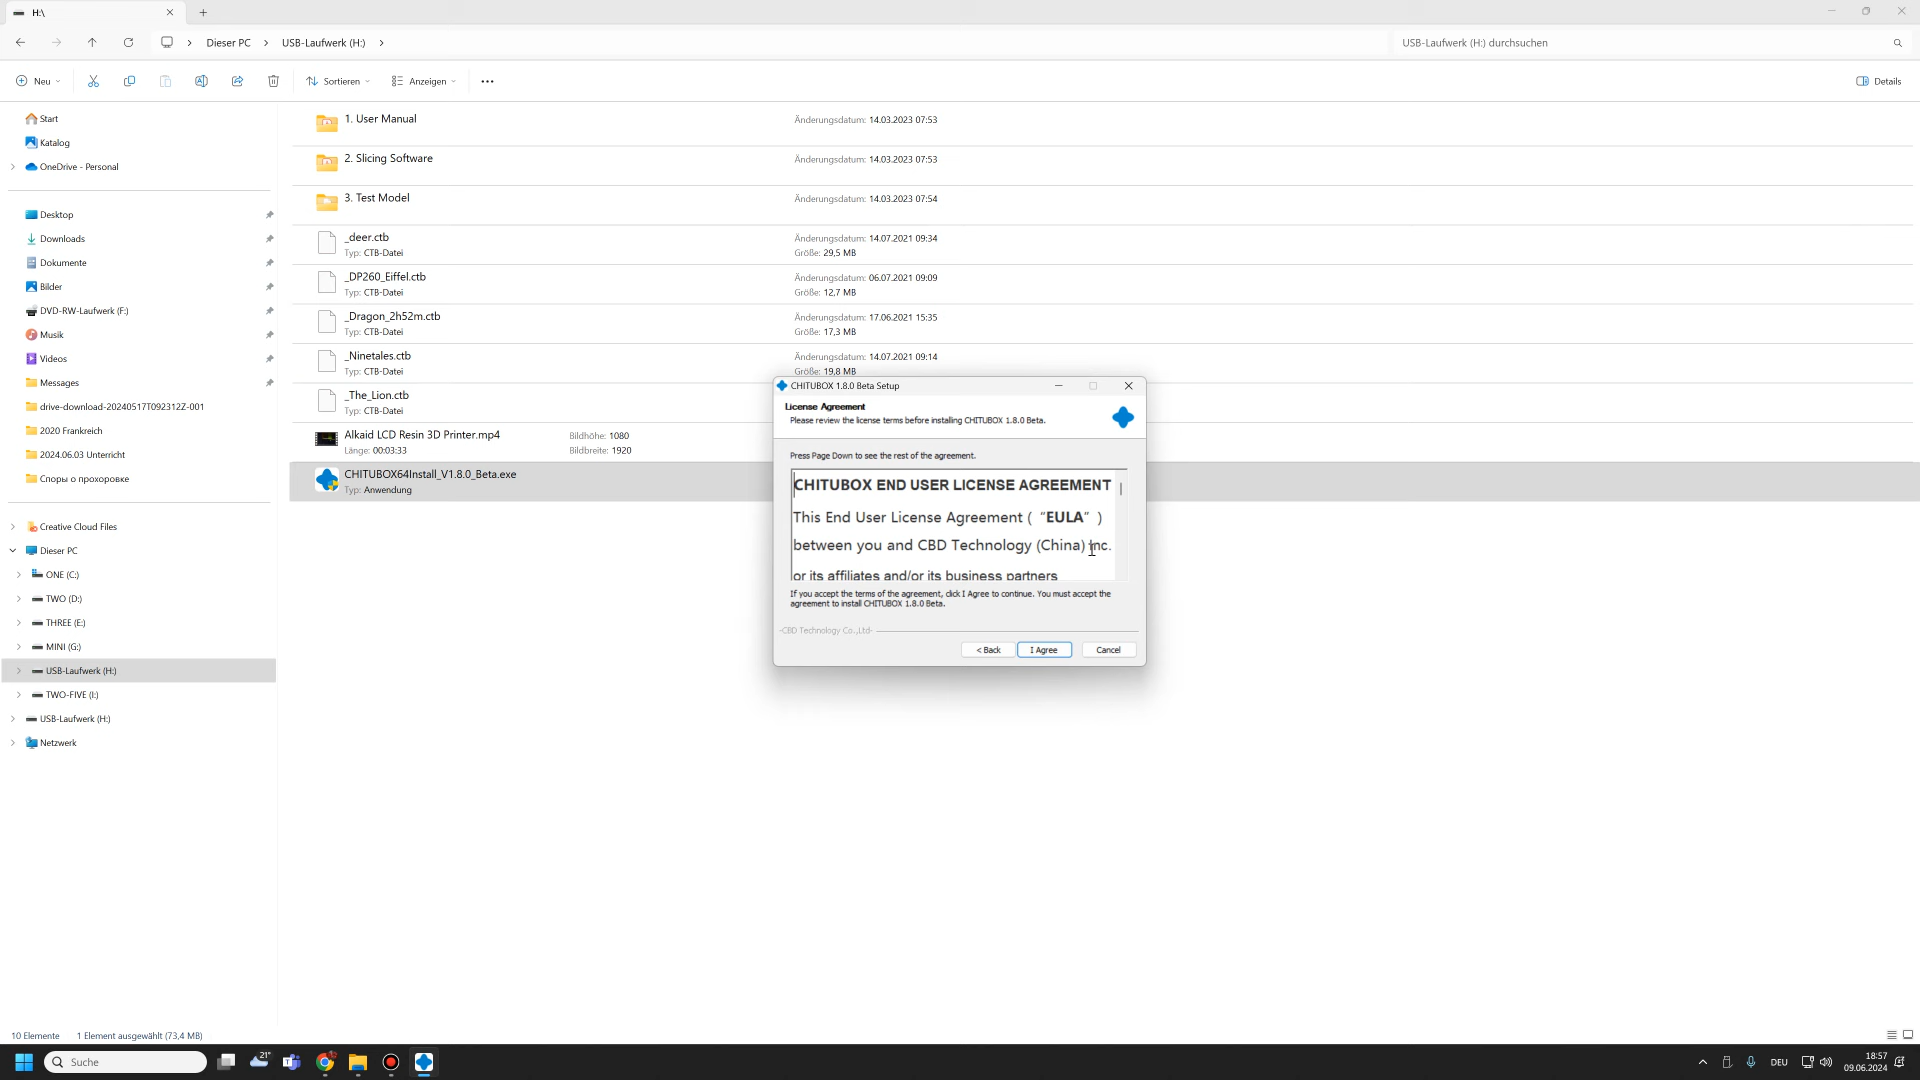 H:\
Dieser PC
USB-Laufwerk (H:)
USB-Laufwerk (H:) durchsuchen
Neu
Sortieren
Anzeigen
Details
Start
Katalog
OneDrive - Personal
Desktop
Downloads
Dokumente
Bilder
DVD-RW-Laufwerk (F:)
Musik
Videos
Messages
drive-download-20240517T092312Z-001
2020 Frankreich
2024.06.03 Unterricht
Споры о прохоровке
Creative Cloud Files
Dieser PC
ONE (C:)
TWO (D:)
THREE (E:)
MINI (G:)
USB-Laufwerk (H:)
TWO-FIVE (I:)
USB-Laufwerk (H:)
Netzwerk
1. User Manual
Änderungsdatum: 14.03.2023 07:53
2. Slicing Software
Änderungsdatum: 14.03.2023 07:53
3. Test Model
Änderungsdatum: 14.03.2023 07:54
_deer.ctb
Typ: CTB-Datei
Änderungsdatum: 14.07.2021 09:34
Größe: 29,5 MB
_DP260_Eiffel.ctb
Typ: CTB-Datei
Änderungsdatum: 06.07.2021 09:09
Größe: 12,7 MB
_Dragon_2h52m.ctb
Typ: CTB-Datei
Änderungsdatum: 17.06.2021 15:35
Größe: 17,3 MB
_Ninetales.ctb
Typ: CTB-Datei
Änderungsdatum: 14.07.2021 09:14
Größe: 19,8 MB
_The_Lion.ctb
Typ: CTB-Datei
Alkaid LCD Resin 3D Printer.mp4
Länge: 00:03:33
Bildhöhe: 1080
Bildbreite: 1920
CHITUBOX64Install_V1.8.0_Beta.exe
Typ: Anwendung
CHITUBOX 1.8.0 Beta Setup
License Agreement
Please review the license terms before installing CHITUBOX 1.8.0 Beta.
Press Page Down to see the rest of the agreement.
CHITUBOX END USER LICENSE AGREEMENT
This End User License Agreement ( “EULA” )
between you and CBD Technology (China) Inc.
or its affiliates and/or its business partners
If you accept the terms of the agreement, click I Agree to continue. You must accept the
agreement to install CHITUBOX 1.8.0 Beta.
-CBD Technology Co.,Ltd-
< Back
I Agree
Cancel
10 Elemente
1 Element ausgewählt (73,4 MB)
Suche
21°
DEU
18:57
09.06.2024